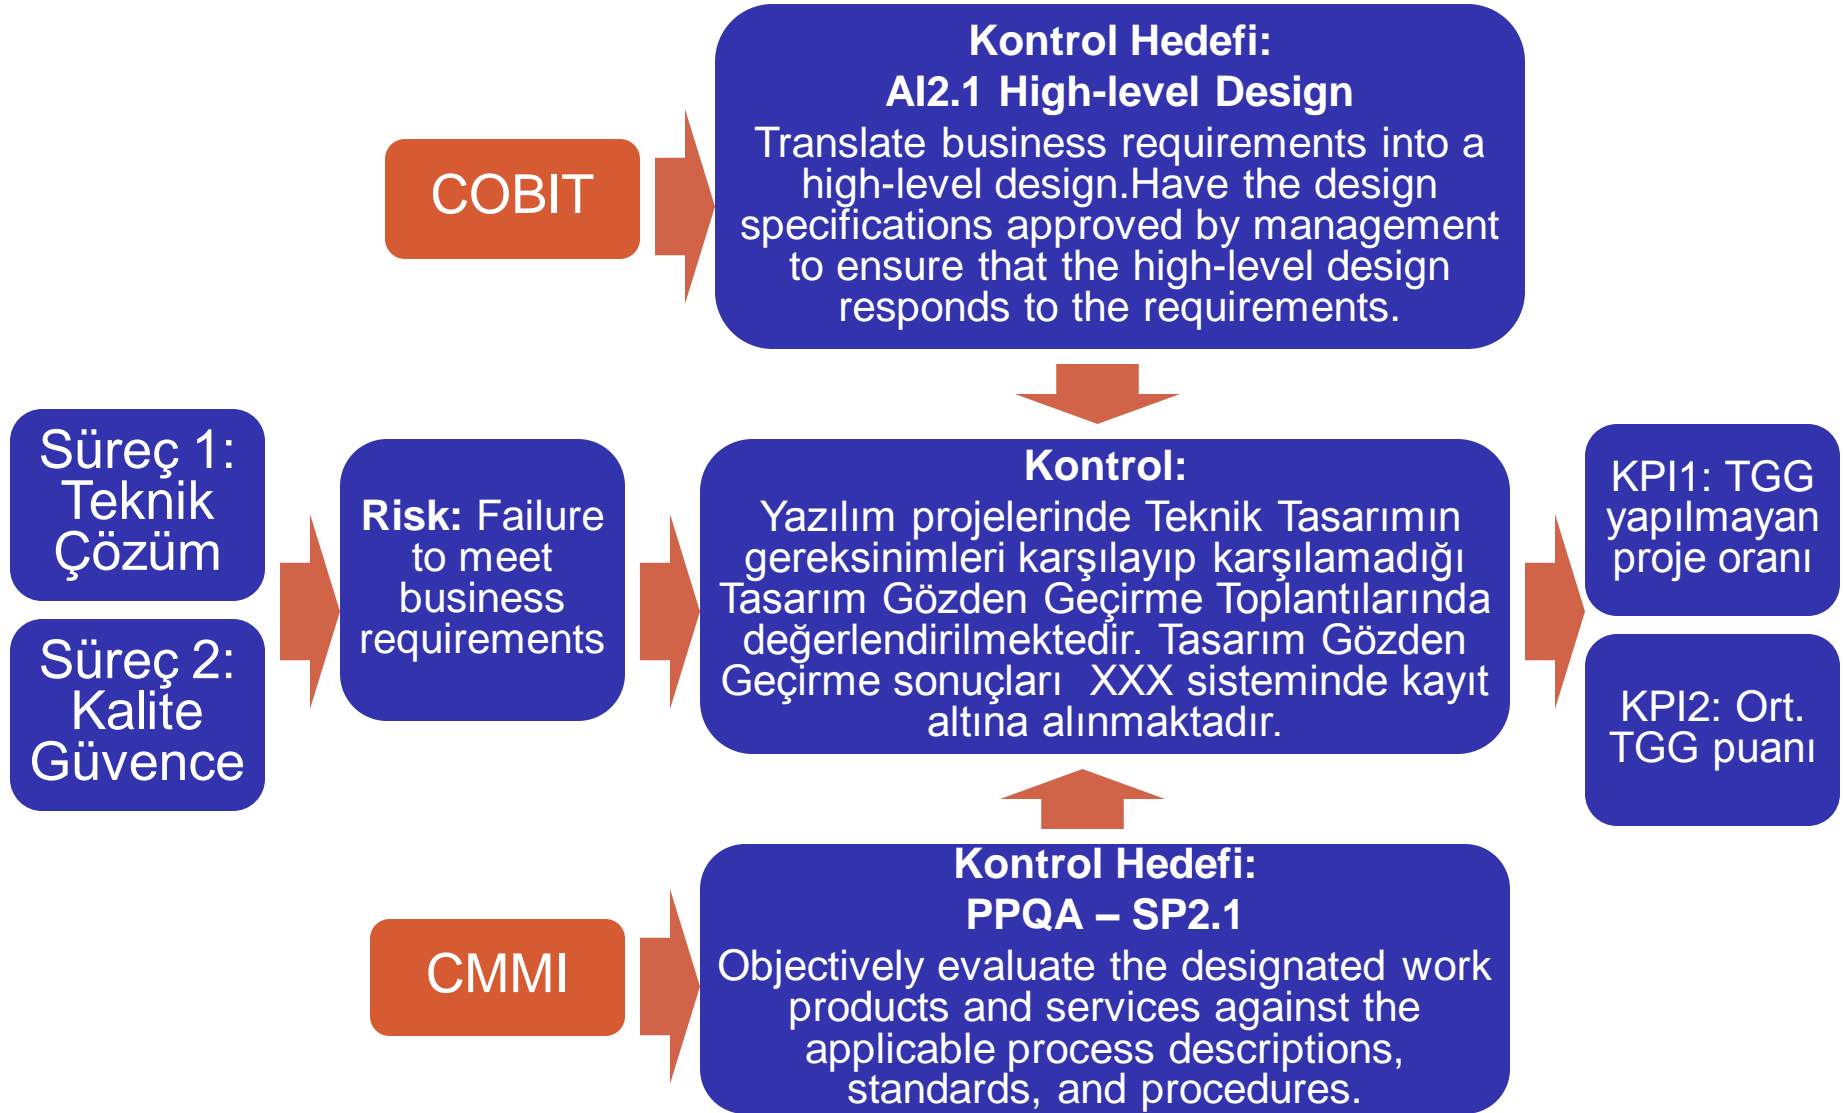 Kontrol Hedefi:
AI2.1 High-level Design
Translate business requirements into a
high-level design.Have the design
specifications approved by management
to ensure that the high-level design
responds to the requirements.
COBIT
Süreç 1:
Teknik
Çözüm
Süreç 2:
Kalite
Güvence
Risk: Failure
to meet
business
requirements
Kontrol:
Yazılım projelerinde Teknik Tasarımın
gereksinimleri karşılayıp karşılamadığı
Tasarım Gözden Geçirme Toplantılarında
değerlendirilmektedir. Tasarım Gözden
Geçirme sonuçları  XXX sisteminde kayıt
altına alınmaktadır.
KPI1: TGG
yapılmayan
proje oranı
KPI2: Ort.
TGG puanı
CMMI
Kontrol Hedefi:
PPQA – SP2.1
Objectively evaluate the designated work
products and services against the
applicable process descriptions,
standards, and procedures.